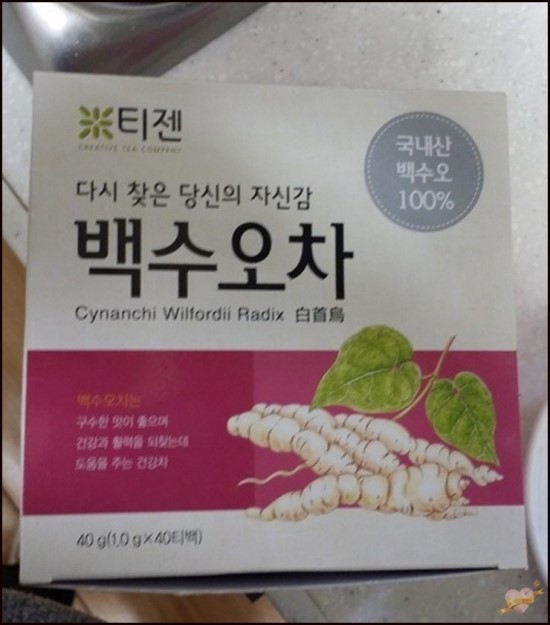 티젠
CREATIVE TEA COMPANY
국내산
백수오
100%
다시 찾은 당신의 자신감
백수오차
Cynanchi Wilfordii Radix 白首烏
백수오차는
구수한 맛이 좋으며
건강과 활력을 되찾는데
도움을 주는 건강차
40 g(1.0 g×40티백)